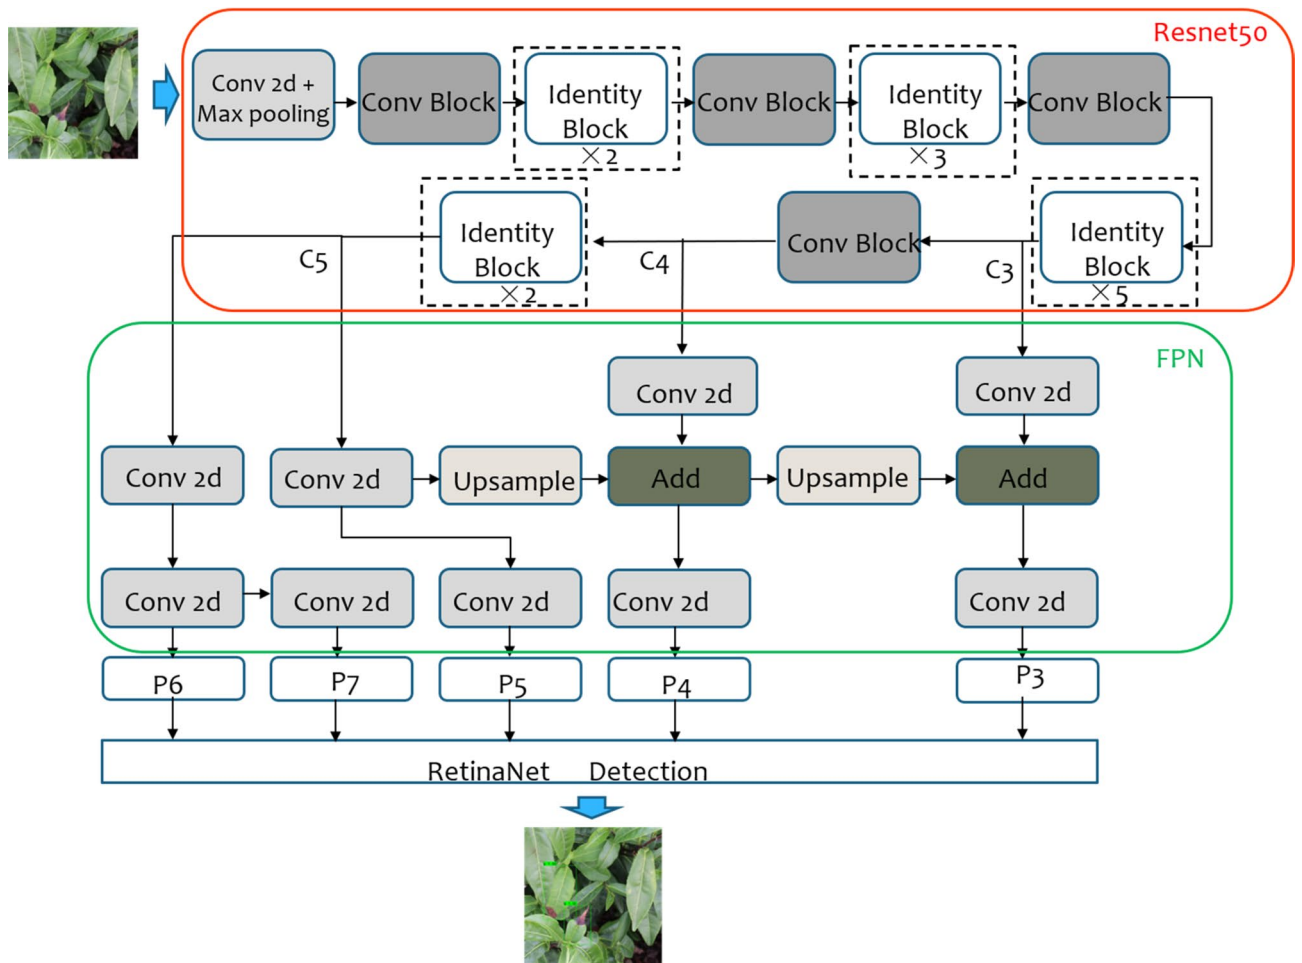 Resnet50
Conv 2d +
Max pooling
Conv Block
Identity
Block
×2
Conv Block
Identity
Block
×3
Conv Block
Identity
Block
×2
C5
C4
Conv Block
C3
Identity
Block
×5
FPN
Conv 2d
Conv 2d
Conv 2d
Conv 2d
Upsample
Add
Upsample
Add
Conv 2d
Conv 2d
Conv 2d
Conv 2d
Conv 2d
P6
P7
P5
P4
P3
RetinaNet Detection